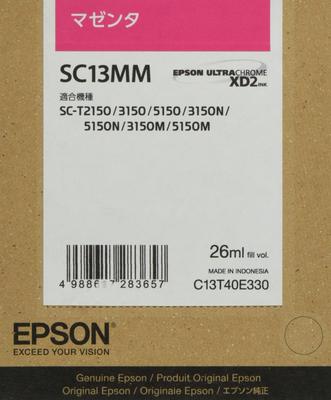 マゼンタ
SC13MM
EPSON ULTRACHROME
XD2 INK
適合機種
SC-T2150/3150/5150/3150N/
5150N/3150M/5150M
26ml fill vol.
MADE IN INDONESIA
C13T40E330
EPSON
EXCEED YOUR VISION
Genuine Epson / Produit Original Epson
Original Epson / Originale Epson / エプソン純正